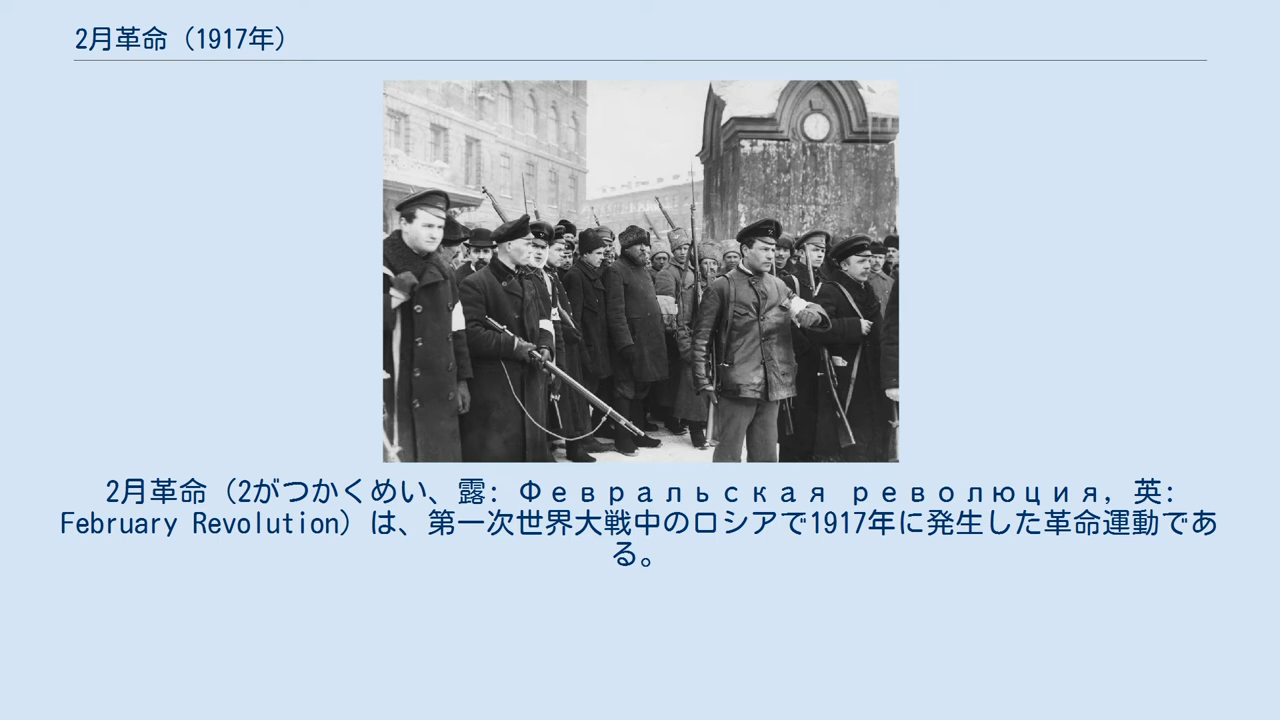 2月革命（1917年）
2月革命（2がつかくめい、露: Февральская революция, 英:
February Revolution）は、第一次世界大戦中のロシアで1917年に発生した革命運動であ
る。